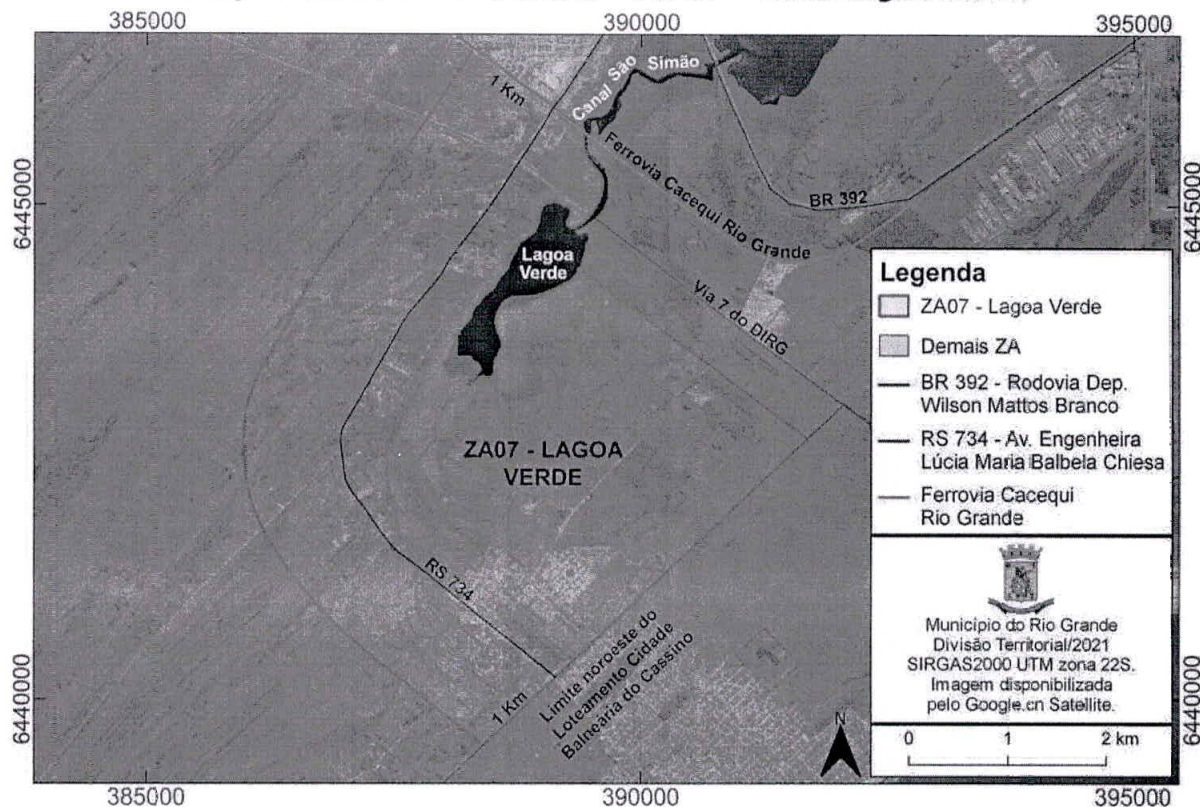 385000
390000
395000
1 Km
Canal São Simão
Ferrovia Cacequi Rio Grande
BR 392
6445000
6445000
Lagoa
Verde
Via 7 do DIRG
ZA07 - LAGOA
VERDE
RS 734
Limite noroeste do
Loteamento Cidade
Balneária do Cassino
1 Km
6440000
6440000
Legenda
ZA07 - Lagoa Verde
Demais ZA
BR 392 - Rodovia Dep.
Wilson Mattos Branco
RS 734 - Av. Engenheira
Lúcia Maria Balbela Chiesa
Ferrovia Cacequi
Rio Grande
Município do Rio Grande
Divisão Territorial/2021
SIRGAS2000 UTM zona 22S.
Imagem disponibilizada
pelo Google.cn Satellite.
N
0 1 2 km
385000
390000
395000